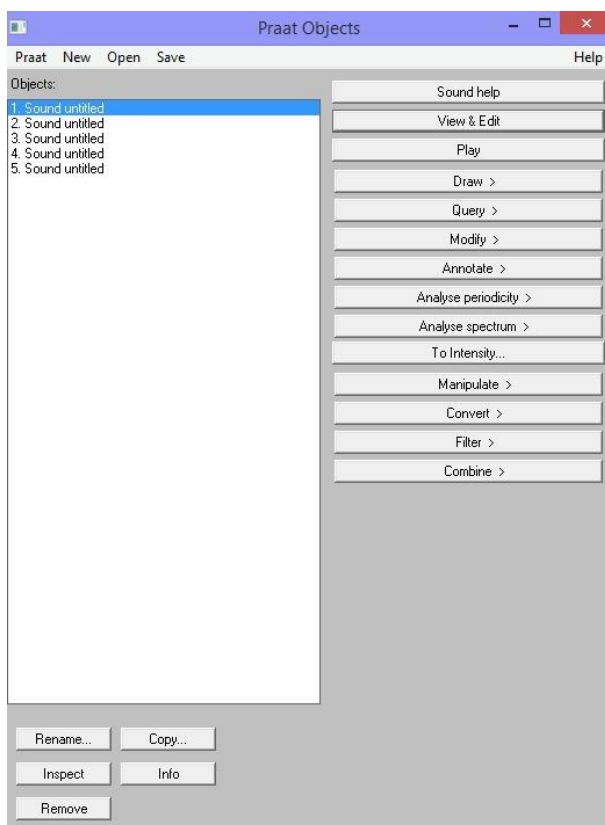 Praat Objects
Praat New Open Save Help
Objects:
1. Sound untitled
2. Sound untitled
3. Sound untitled
4. Sound untitled
5. Sound untitled
Sound help
View & Edit
Play
Draw >
Query >
Modify >
Annotate >
Analyse periodicity >
Analyse spectrum >
To Intensity...
Manipulate >
Convert >
Filter >
Combine >
Rename... Copy...
Inspect Info
Remove